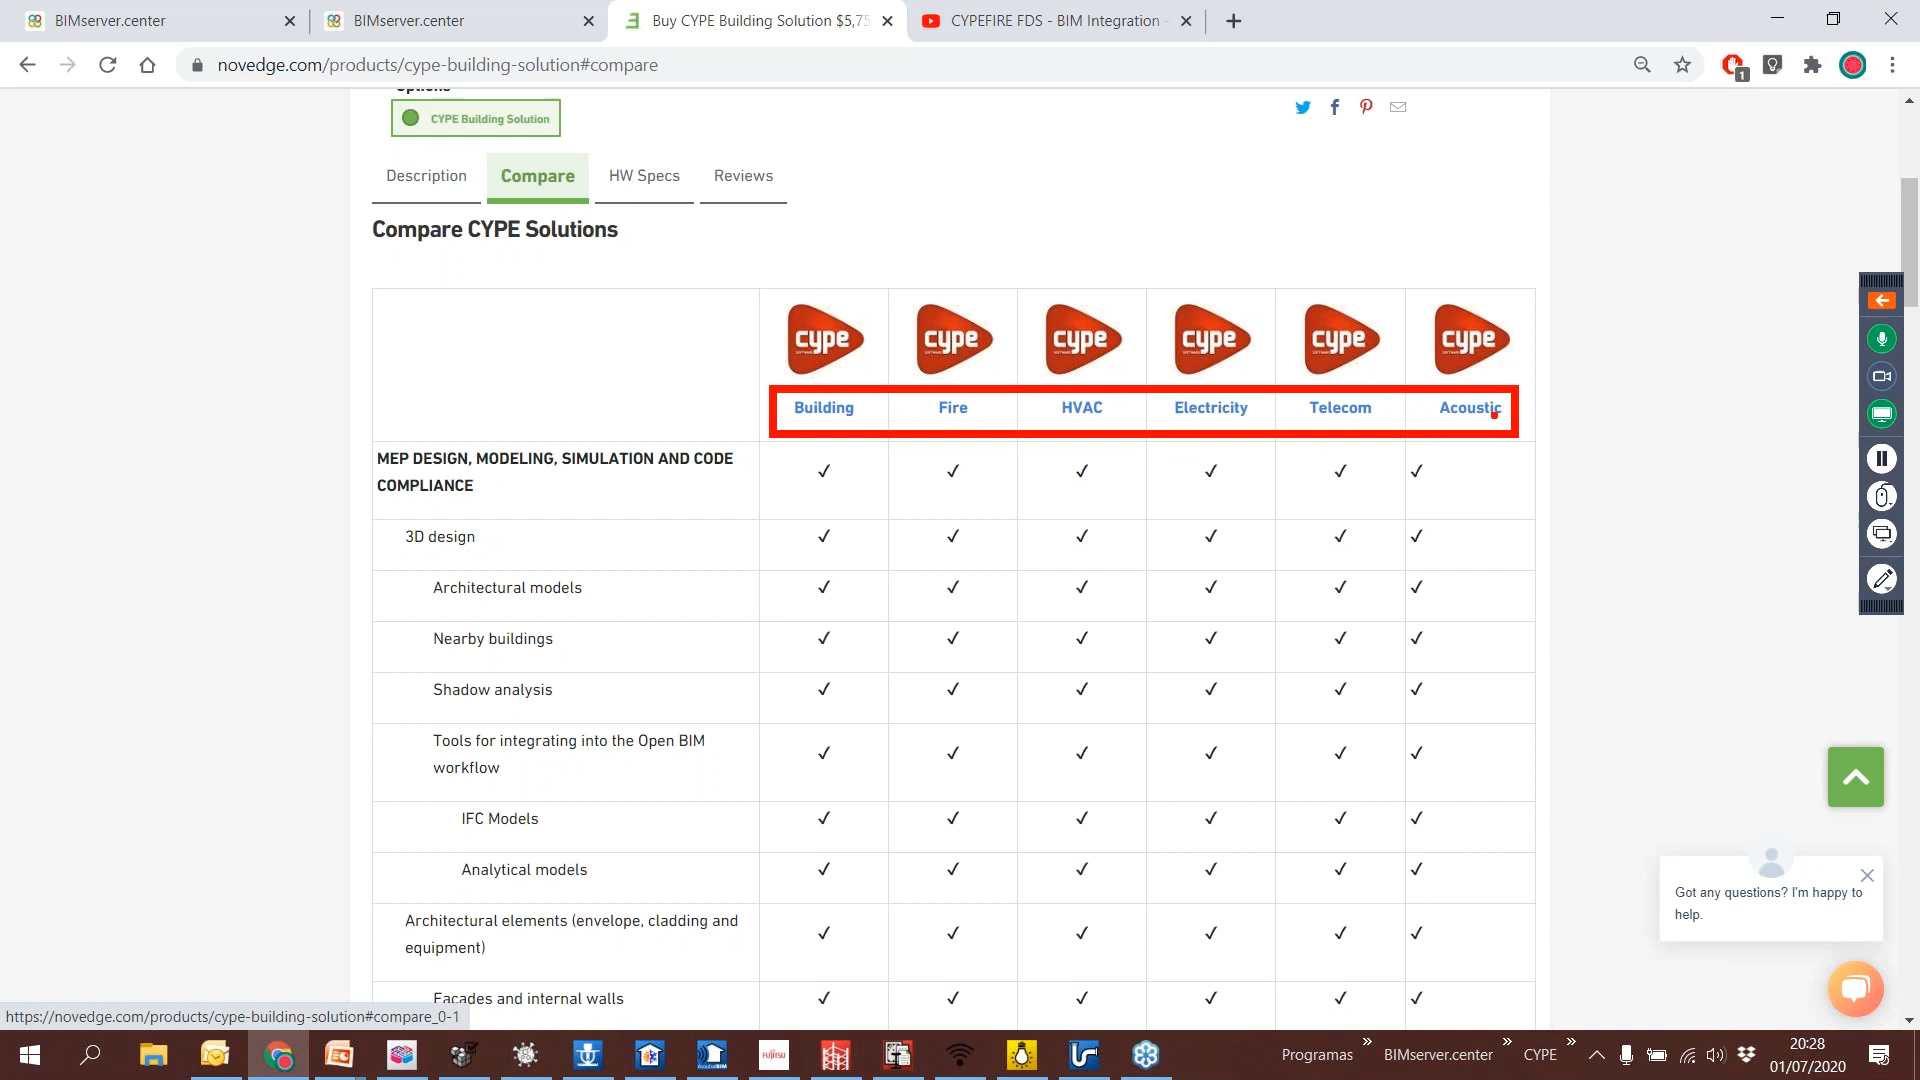 BIMserver.center
BIMserver.center
Buy CYPE Building Solution $5,75
CYPEFIRE FDS - BIM Integration -
novedge.com/products/cype-building-solution#compare
1
Options
CYPE Building Solution
Description
Compare
HW Specs
Reviews
Compare CYPE Solutions
cype cype cype cype cype cype
Building Fire HVAC Electricity Telecom Acoustic
MEP DESIGN, MODELING, SIMULATION AND CODE
COMPLIANCE
✓ ✓ ✓ ✓ ✓ ✓
3D design ✓ ✓ ✓ ✓ ✓ ✓
Architectural models ✓ ✓ ✓ ✓ ✓ ✓
Nearby buildings ✓ ✓ ✓ ✓ ✓ ✓
Shadow analysis ✓ ✓ ✓ ✓ ✓ ✓
Tools for integrating into the Open BIM
workflow
✓ ✓ ✓ ✓ ✓ ✓
IFC Models ✓ ✓ ✓ ✓ ✓ ✓
Analytical models ✓ ✓ ✓ ✓ ✓ ✓
Architectural elements (envelope, cladding and
equipment)
✓ ✓ ✓ ✓ ✓ ✓
Facades and internal walls ✓ ✓ ✓ ✓ ✓ ✓
Got any questions? I'm happy to
help.
https://novedge.com/products/cype-building-solution#compare_0-1
FUJITSU
Programas
BIMserver.center
CYPE
20:28
01/07/2020